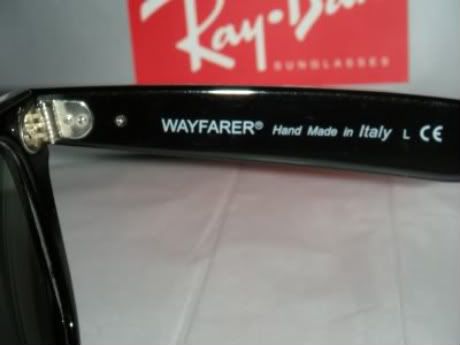 Ray-Ban
SUNGLASSES
WAYFARER® Hand Made in Italy L CE